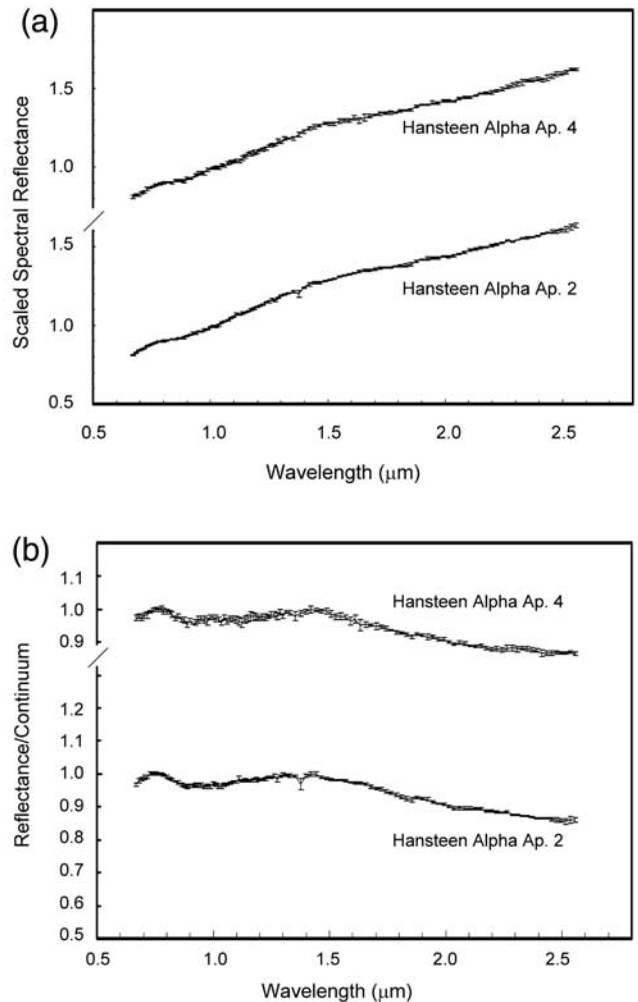 (a)
1.5
1.0
1.5
1.0
0.5
Scaled Spectral Reflectance
Hansteen Alpha Ap. 4
Hansteen Alpha Ap. 2
0.5 1.0 1.5 2.0 2.5
Wavelength (μm)
(b)
1.1
1.0
0.9
1.2
1.1
1.0
0.9
0.8
0.7
0.6
0.5
Reflectance/Continuum
Hansteen Alpha Ap. 4
Hansteen Alpha Ap. 2
0.5 1.0 1.5 2.0 2.5
Wavelength (μm)